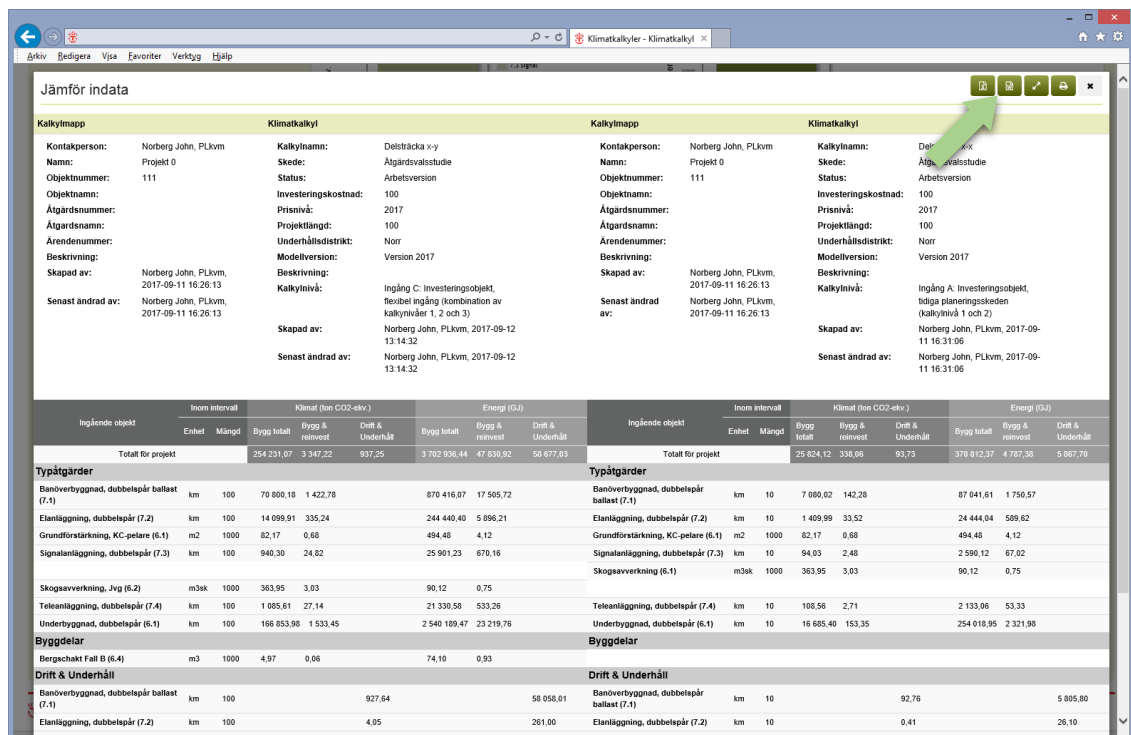 Klimatkalkyler - Klimatkalkyl
Arkiv Redigera Visa Favoriter Verktyg Hjälp
7.3 Signal
Jämför indata
Kalkylmapp Klimatkalkyl Kalkylmapp Klimatkalkyl
Kontakperson: Norberg John, PLkvm Kalkylnamn: Delsträcka x-y Kontakperson: Norberg John, PLkvm Kalkylnamn: x-x
Namn: Projekt 0 Skede: Åtgärdsvalsstudie Namn: Projekt 0 Skede: Åtgärdsvalsstudie
Objektnummer: 111 Status: Arbetsversion Objektnummer: 111 Status: Arbetsversion
Objektnamn: Investeringskostnad: 100 Objektnamn: Investeringskostnad: 100
Åtgärdsnummer: Prisnivå: 2017 Åtgärdsnummer: Prisnivå: 2017
Åtgardsnamn: Projektlängd: 100 Åtgardsnamn: Projektlängd: 100
Ärendenummer: Underhållsdistrikt: Norr Ärendenummer: Underhållsdistrikt: Norr
Beskrivning: Modellversion: Version 2017 Beskrivning: Modellversion: Version 2017
Skapad av: Norberg John, PLkvm, Beskrivning: Skapad av: Norberg John, PLkvm, Beskrivning:
2017-09-11 16:26:13 Kalkylnivå: Ingång C: Investeringsobjekt, 2017-09-11 16:26:13 Kalkylnivå: Ingång A: Investeringsobjekt,
Senast ändrad av: Norberg John, PLkvm, flexibel ingång (kombination av Senast ändrad Norberg John, PLkvm, tidiga planeringsskeden
2017-09-11 16:26:13 kalkynivåer 1, 2 och 3) av: 2017-09-11 16:26:13 (kalkylnivå 1 och 2)
Skapad av: Norberg John, PLkvm, 2017-09-12 Skapad av: Norberg John, PLkvm, 2017-09-
13:14:32 11 16:31:06
Senast ändrad av: Norberg John, PLkvm, 2017-09-12 Senast ändrad av: Norberg John, PLkvm, 2017-09-
13:14:32 11 16:31:06
Inom intervall Klimat (ton CO2-ekv.) Energi (GJ) Inom intervall Klimat (ton CO2-ekv.) Energi (GJ)
Ingående objekt Enhet Mängd Bygg totalt Bygg & reinvest Drift & Underhåll Bygg totalt Bygg & reinvest Drift & Underhåll Ingående objekt Enhet Mängd Bygg totalt Bygg & reinvest Drift & Underhåll Bygg totalt Bygg & reinvest Drift & Underhåll
Totalt för projekt 254 231,07 3 347,22 937,25 3 702 936,44 47 830,92 58 677,03 Totalt för projekt 25 824,12 338,06 93,73 370 812,37 4 787,38 5 867,70
Typåtgärder Typåtgärder
Banöverbyggnad, dubbelspår ballast (7.1) km 100 70 800,18 1 422,78 870 416,07 17 505,72 Banöverbyggnad, dubbelspår ballast (7.1) km 10 7 080,02 142,28 87 041,61 1 750,57
Elanläggning, dubbelspår (7.2) km 100 14 099,91 335,24 244 440,40 5 896,21 Elanläggning, dubbelspår (7.2) km 10 1 409,99 33,52 24 444,04 589,62
Grundförstärkning, KC-pelare (6.1) m2 1000 82,17 0,68 494,48 4,12 Grundförstärkning, KC-pelare (6.1) m2 1000 82,17 0,68 494,48 4,12
Signalanläggning, dubbelspår (7.3) km 100 940,30 24,82 25 901,23 670,16 Signalanläggning, dubbelspår (7.3) km 10 94,03 2,48 2 590,12 67,02
Skogsavverkning (6.1) m3sk 1000 363,95 3,03 90,12 0,75
Skogsavverkning, Jvg (6.2) m3sk 1000 363,95 3,03 90,12 0,75
Teleanläggning, dubbelspår (7.4) km 100 1 085,61 27,14 21 330,58 533,26 Teleanläggning, dubbelspår (7.4) km 10 108,56 2,71 2 133,06 53,33
Underbyggnad, dubbelspår (6.1) km 100 166 853,98 1 533,45 2 540 189,47 23 219,76 Underbyggnad, dubbelspår (6.1) km 10 16 685,40 153,35 254 018,95 2 321,98
Byggdelar Byggdelar
Bergschakt Fall B (6.4) m3 1000 4,97 0,06 74,10 0,93
Drift & Underhåll Drift & Underhåll
Banöverbyggnad, dubbelspår ballast (7.1) km 100 927,64 58 058,01 Banöverbyggnad, dubbelspår ballast (7.1) km 10 92,76 5 805,80
Elanläggning, dubbelspår (7.2) km 100 4,05 261,00 Elanläggning, dubbelspår (7.2) km 10 0,41 26,10